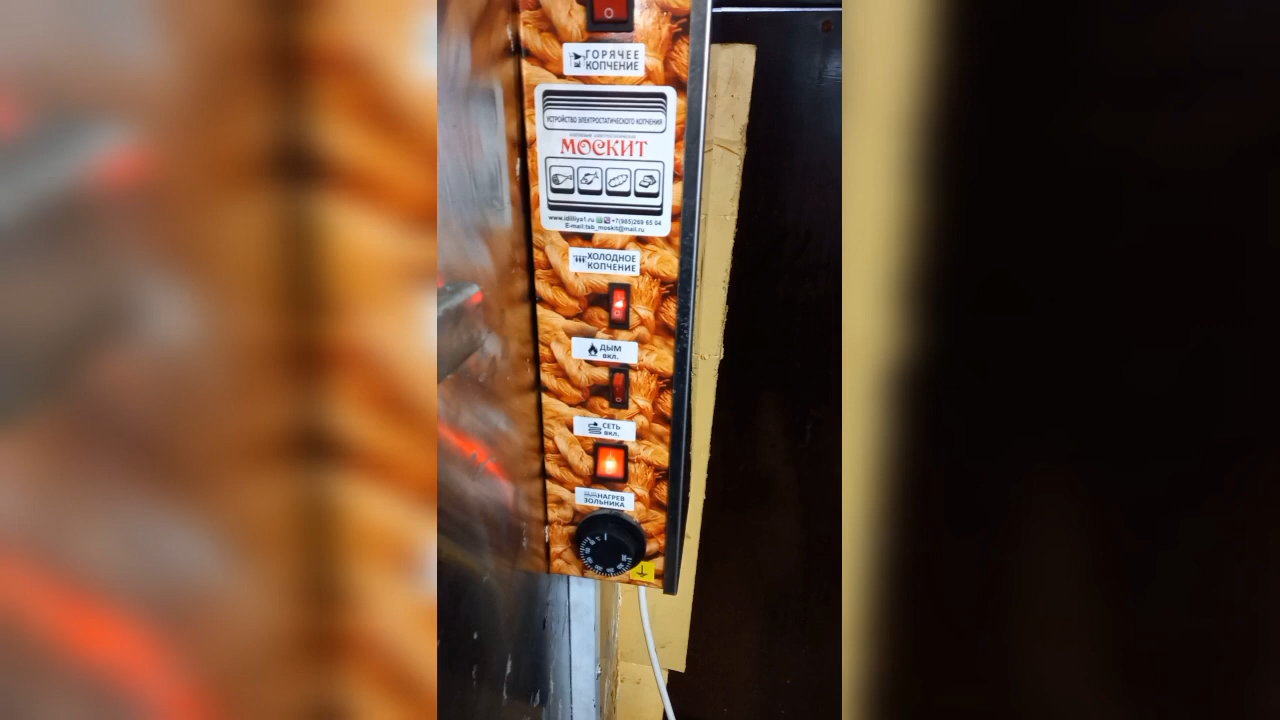 ГОРЯЧЕЕ
КОПЧЕНИЕ
УСТРОЙСТВО ЭЛЕКТРОСТАТИЧЕСКОГО КОПЧЕНИЯ
МОСКИТ
www.idilliya1.ru +7(985)269 65 04
E-mail:tsb_moskit@mail.ru
ХОЛОДНОЕ
КОПЧЕНИЕ
ДЫМ
вкл.
СЕТЬ
вкл.
НАГРЕВ
ЗОЛЬНИКА